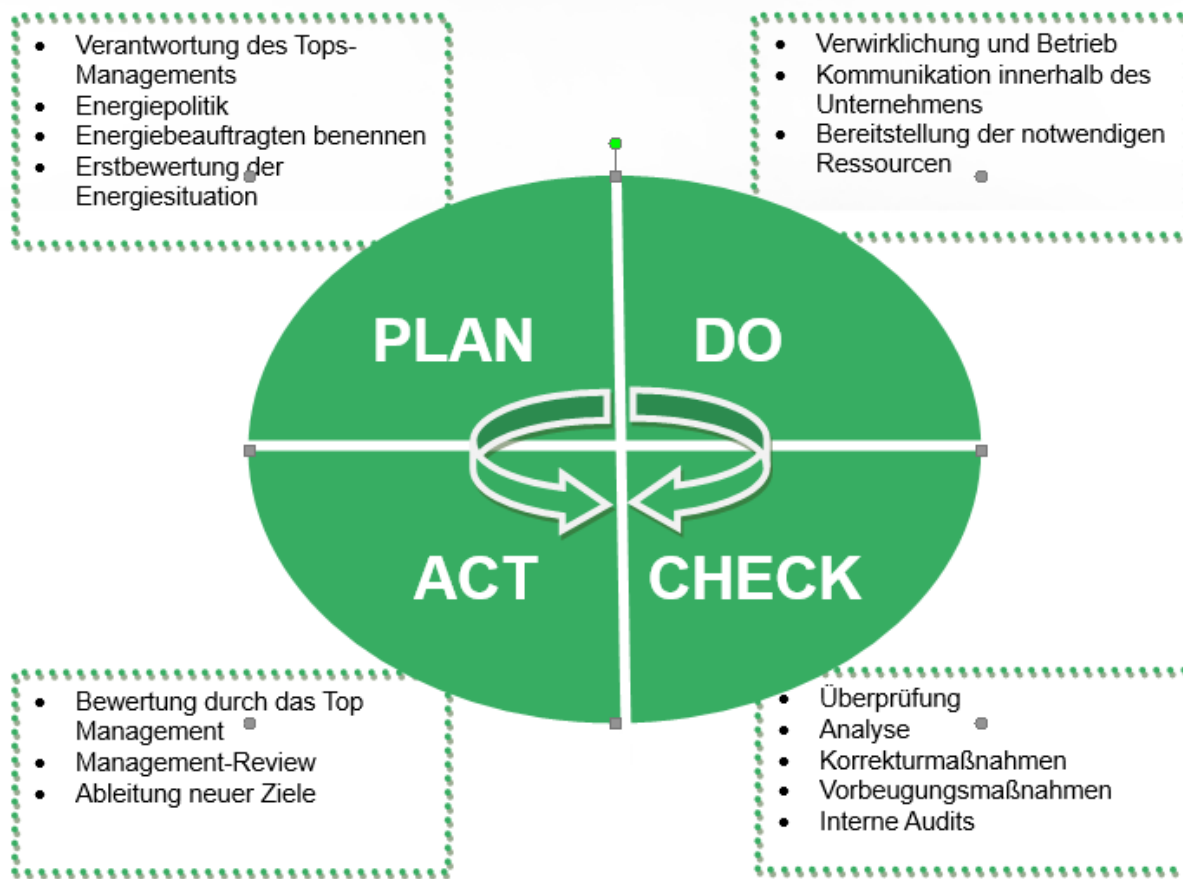 • Verantwortung des Tops-
Managements
• Energiepolitik
• Energiebeauftragten benennen
• Erstbewertung der
Energiesituation
• Verwirklichung und Betrieb
• Kommunikation innerhalb des
Unternehmens
• Bereitstellung der notwendigen
Ressourcen
PLAN
DO
ACT
CHECK
• Bewertung durch das Top
Management
• Management-Review
• Ableitung neuer Ziele
• Überprüfung
• Analyse
• Korrekturmaßnahmen
• Vorbeugungsmaßnahmen
• Interne Audits